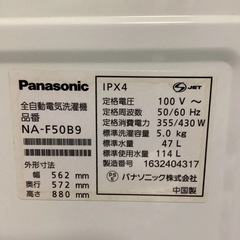 Panasonic
全自動電気洗濯機
品番
NA-F50B9
外形寸法
幅 562 mm
奥行 572 mm
高さ 880 mm
IPX4
JET
定格電圧 100 V ～
定格周波数 50/60 Hz
定格消費電力 355/430 W
標準洗濯容量 5.0 kg
標準水量 47 L
標準使用水量 114 L
製造番号 1632404317
パナソニック株式会社
中国製